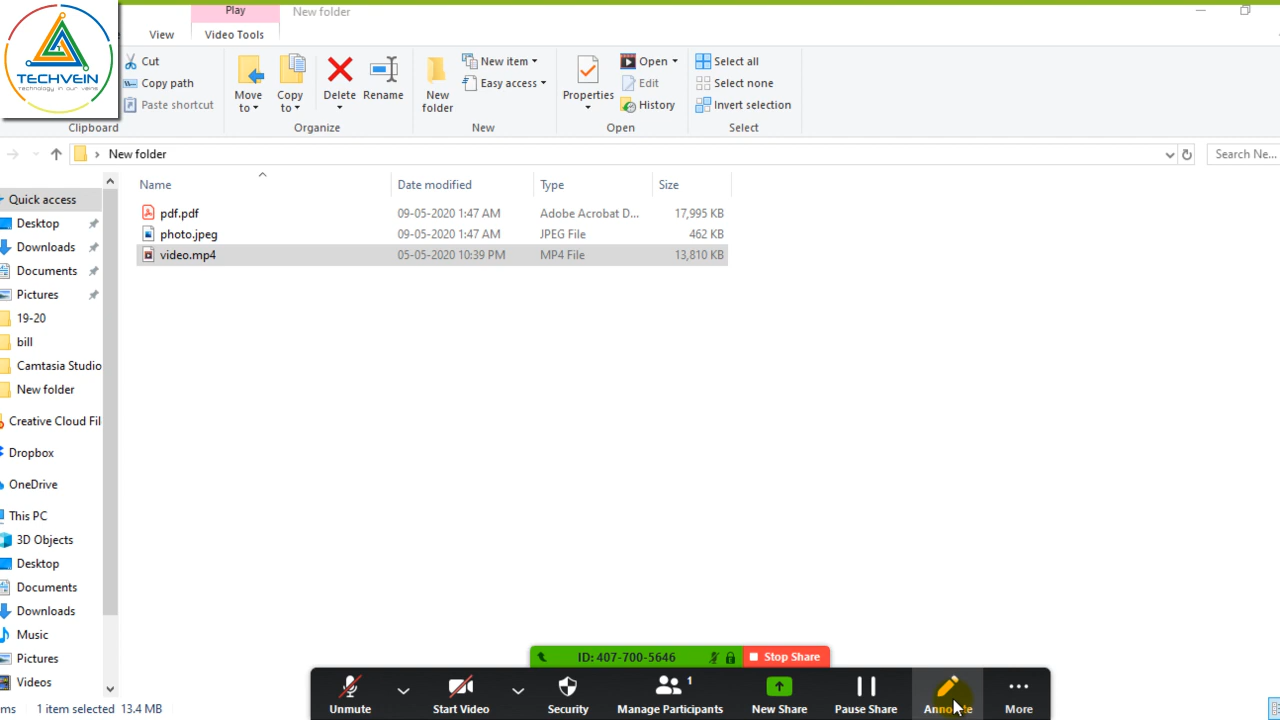 Play New folder
View Video Tools
TECHVEIN
Technology in our veins
Cut
Copy path
Paste shortcut
Clipboard
Move to
Copy to
Delete
Rename
Organize
New folder
New item
Easy access
New
Properties
Open
Edit
History
Open
Select all
Select none
Invert selection
Select
New folder
Search Ne...
Name Date modified Type Size
pdf.pdf 09-05-2020 1:47 AM Adobe Acrobat D... 17,995 KB
photo.jpeg 09-05-2020 1:47 AM JPEG File 462 KB
video.mp4 05-05-2020 10:39 PM MP4 File 13,810 KB
Quick access
Desktop
Downloads
Documents
Pictures
19-20
bill
Camtasia Studio
New folder
Creative Cloud Fil
Dropbox
OneDrive
This PC
3D Objects
Desktop
Documents
Downloads
Music
Pictures
Videos
ms 1 item selected 13.4 MB
ID: 407-700-5646 Stop Share
1
Unmute Start Video Security Manage Participants New Share Pause Share Annotate More